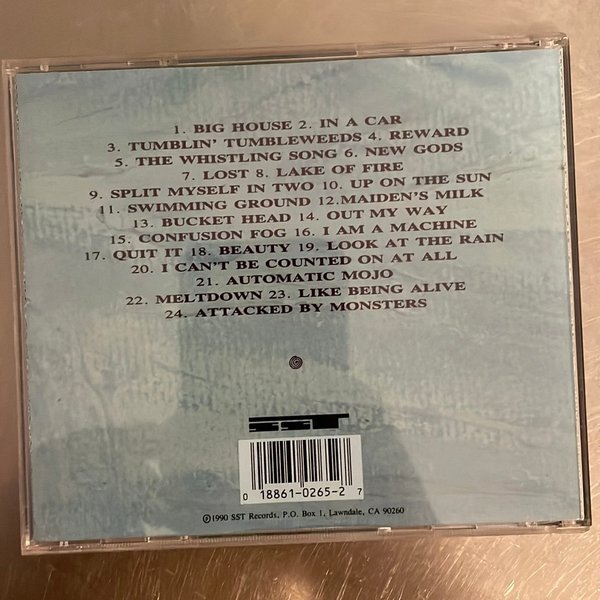 1. BIG HOUSE 2. IN A CAR
3. TUMBLIN' TUMBLEWEEDS 4. REWARD
5. THE WHISTLING SONG 6. NEW GODS
7. LOST 8. LAKE OF FIRE
9. SPLIT MYSELF IN TWO 10. UP ON THE SUN
11. SWIMMING GROUND 12.MAIDEN'S MILK
13. BUCKET HEAD 14. OUT MY WAY
15. CONFUSION FOG 16. I AM A MACHINE
17. QUIT IT 18. BEAUTY 19. LOOK AT THE RAIN
20. I CAN'T BE COUNTED ON AT ALL
21. AUTOMATIC MOJO
22. MELTDOWN 23. LIKE BEING ALIVE
24. ATTACKED BY MONSTERS
SST
0 18861-0265-2 7
℗1990 SST Records, P.O. Box 1, Lawndale, CA 90260